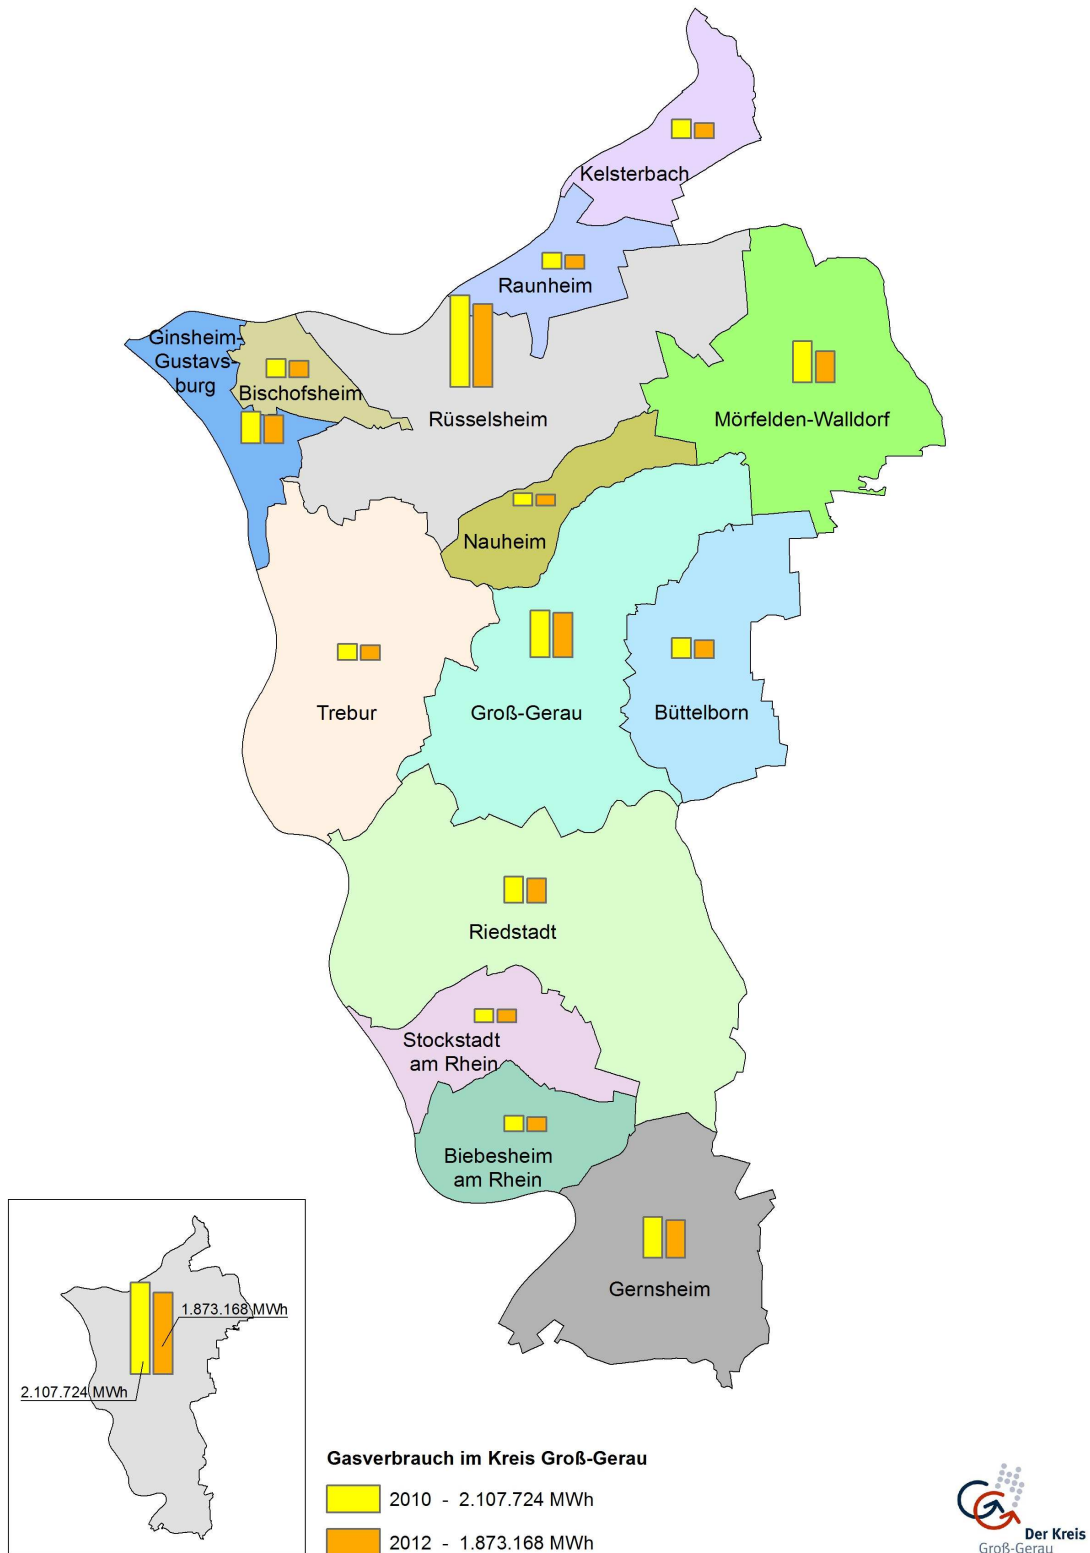 Kelsterbach
Raunheim
Ginsheim-
Gustavs-
burg
Bischofsheim
Rüsselsheim
Mörfelden-Walldorf
Nauheim
Trebur
Groß-Gerau
Büttelborn
Riedstadt
Stockstadt
am Rhein
Biebesheim
am Rhein
Gernsheim
1.873.168 MWh
2.107.724 MWh
Gasverbrauch im Kreis Groß-Gerau
2010 - 2.107.724 MWh
2012 - 1.873.168 MWh
Der Kreis
Groß-Gerau